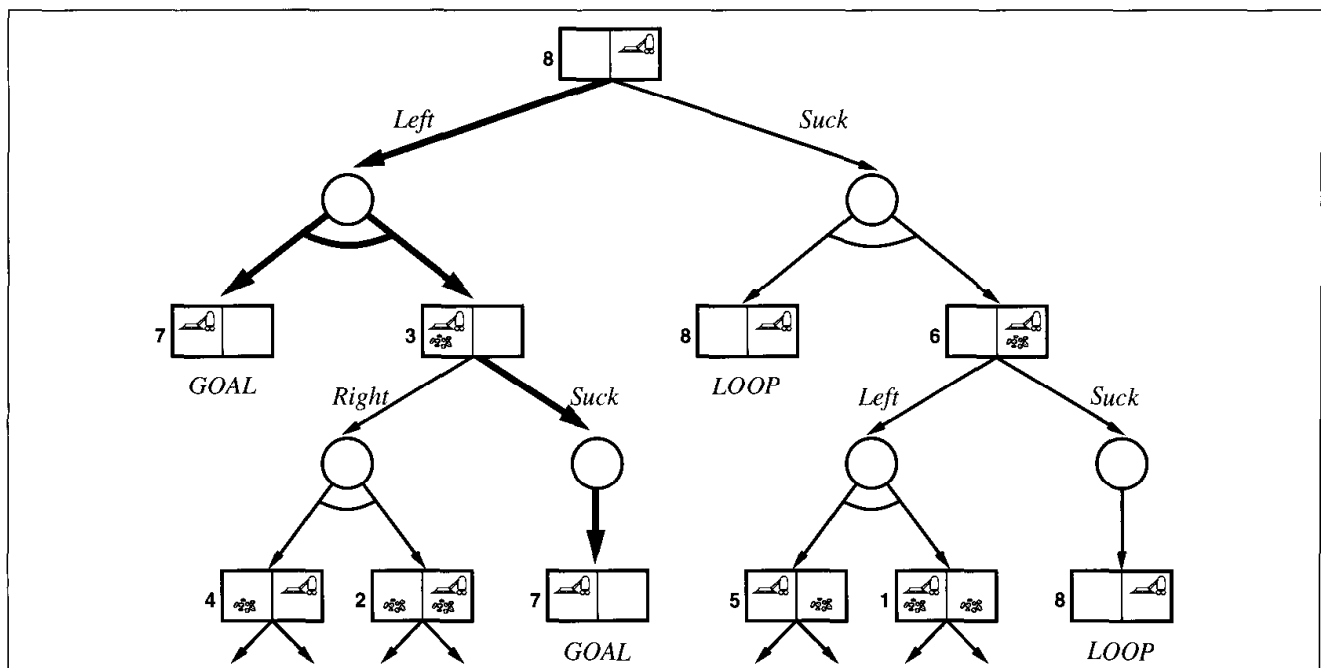 8
Left Suck
7 3 8 6
GOAL LOOP
Right Suck Left Suck
4 2 7 5 1 8
GOAL LOOP